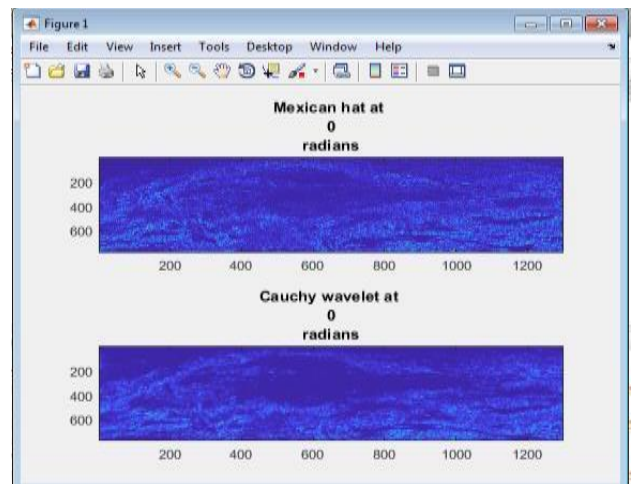 Figure 1
File Edit View Insert Tools Desktop Window Help
Mexican hat at
0
radians
200
400
600
200 400 600 800 1000 1200
Cauchy wavelet at
0
radians
200
400
600
200 400 600 800 1000 1200